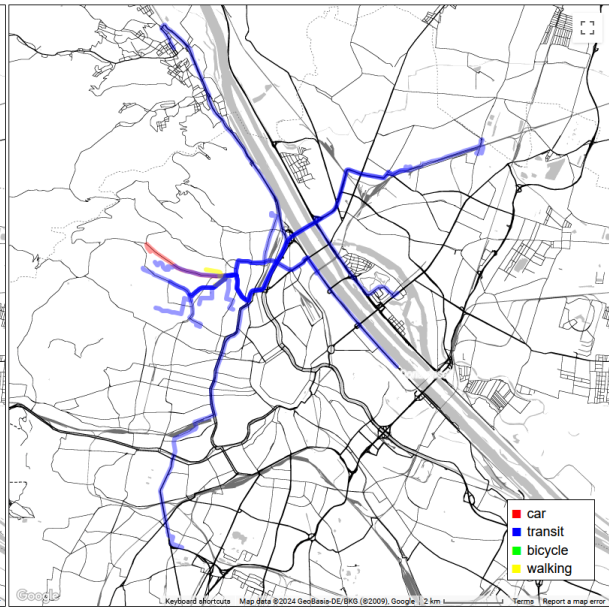 car
transit
bicycle
walking
Google
Keyboard shortcuts Map data ©2024 GeoBasis-DE/BKG (©2009), Google 2 km Terms Report a map error